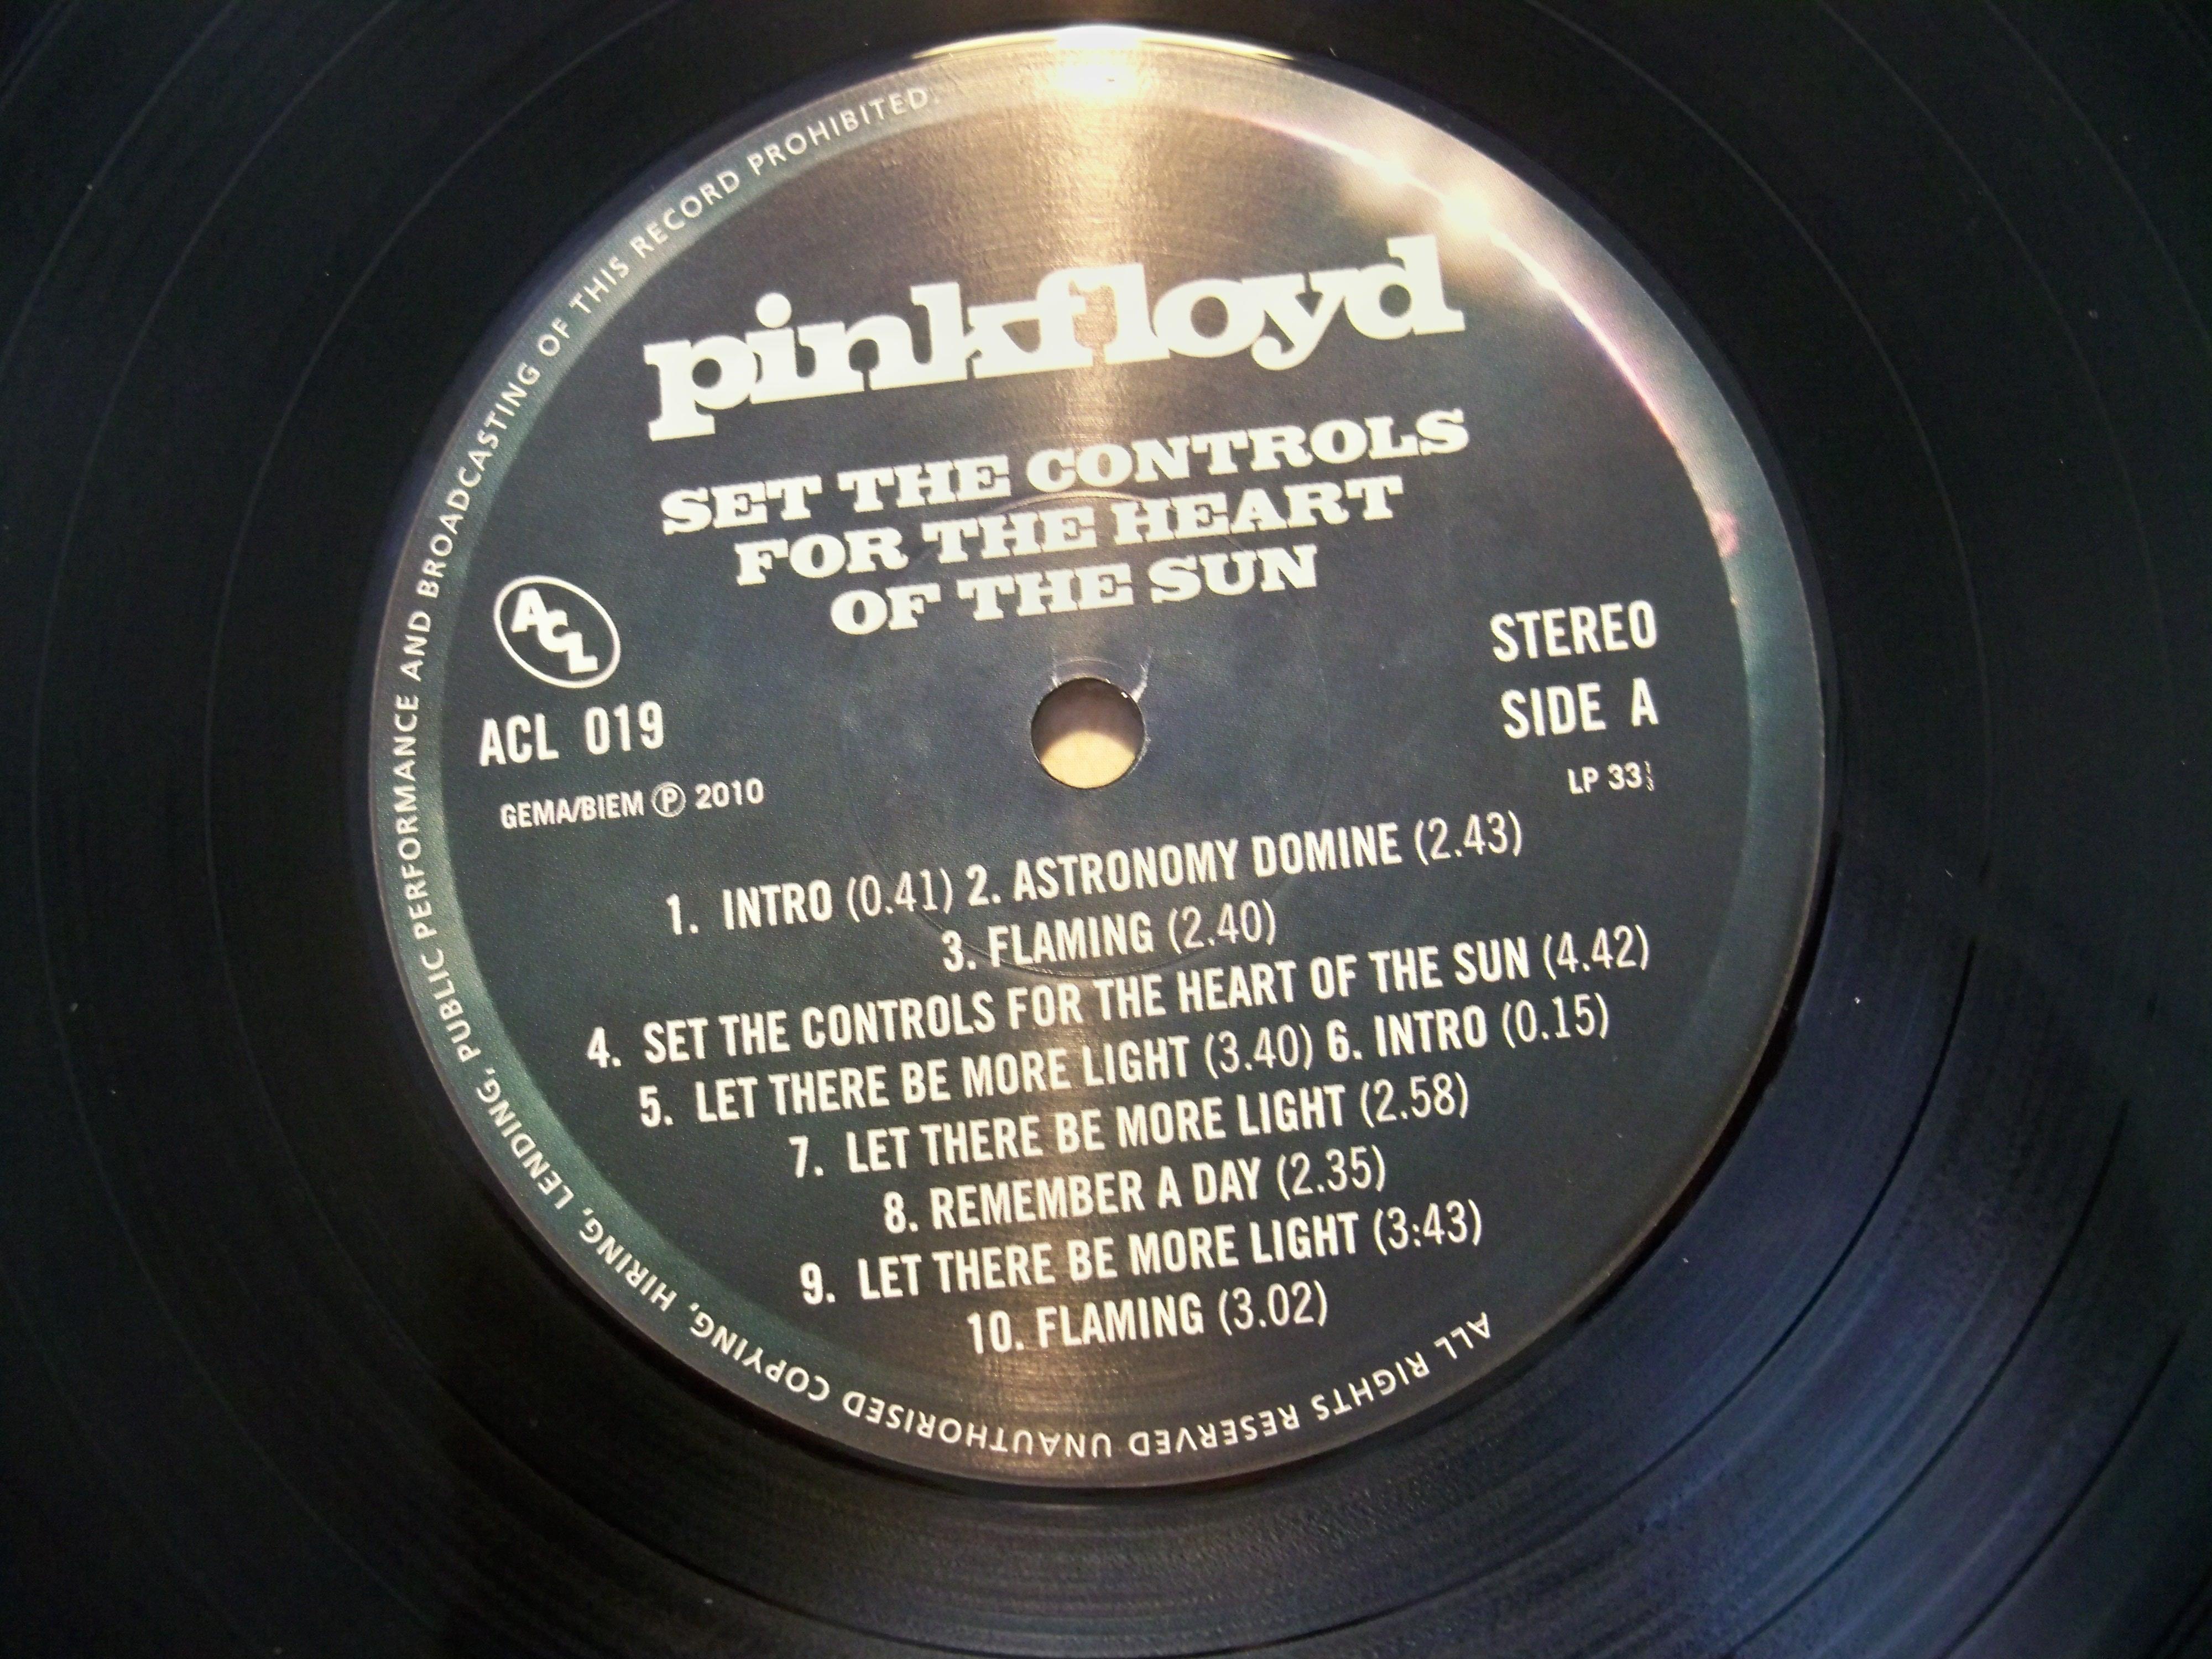 pinkfloyd
SET THE CONTROLS
FOR THE HEART
OF THE SUN
ACL
ACL 019
GEMA/BIEM ℗ 2010
STEREO
SIDE A
LP 33⅓
1. INTRO (0.41) 2. ASTRONOMY DOMINE (2.43)
3. FLAMING (2.40)
4. SET THE CONTROLS FOR THE HEART OF THE SUN (4.42)
5. LET THERE BE MORE LIGHT (3.40) 6. INTRO (0.15)
7. LET THERE BE MORE LIGHT (2.58)
8. REMEMBER A DAY (2.35)
9. LET THERE BE MORE LIGHT (3:43)
10. FLAMING (3.02)
ALL RIGHTS RESERVED UNAUTHORISED COPYING, HIRING, LENDING, PUBLIC PERFORMANCE AND BROADCASTING OF THIS RECORD PROHIBITED.